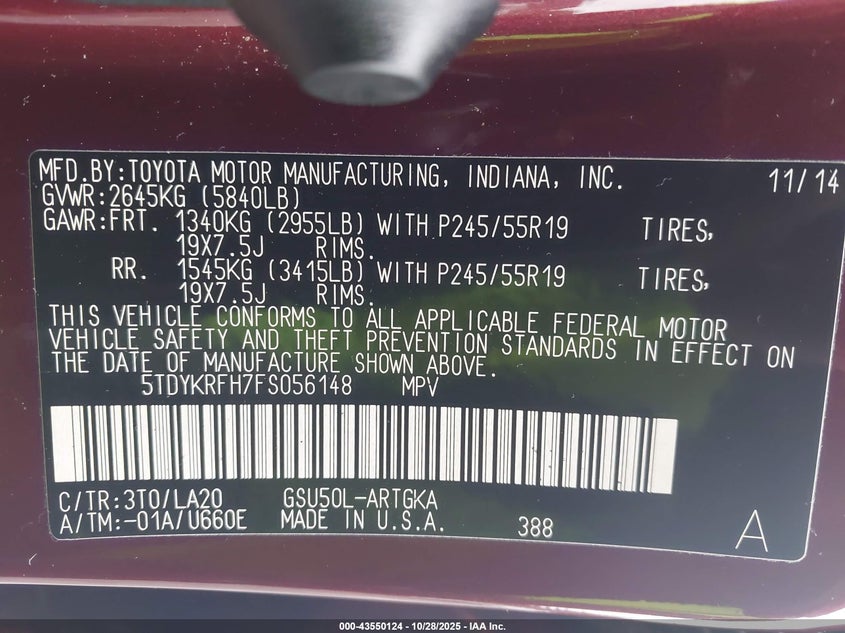 MFD.BY:TOYOTA MOTOR MANUFACTURING, INDIANA, INC. 11/14
GVWR:2645KG (5840LB)
GAWR:FRT. 1340KG (2955LB) WITH P245/55R19 TIRES,
19X7.5J RIMS.
RR. 1545KG (3415LB) WITH P245/55R19 TIRES,
19X7.5J RIMS.
THIS VEHICLE CONFORMS TO ALL APPLICABLE FEDERAL MOTOR
VEHICLE SAFETY AND THEFT PREVENTION STANDARDS IN EFFECT ON
THE DATE OF MANUFACTURE SHOWN ABOVE.
5TDYKRFH7FS056148 MPV
C/TR:3T0/LA20 GSU50L-ARTGKA
A/TM:-01A/U660E MADE IN U.S.A. 388 A
000-43550124 - 10/28/2025 - IAA Inc.